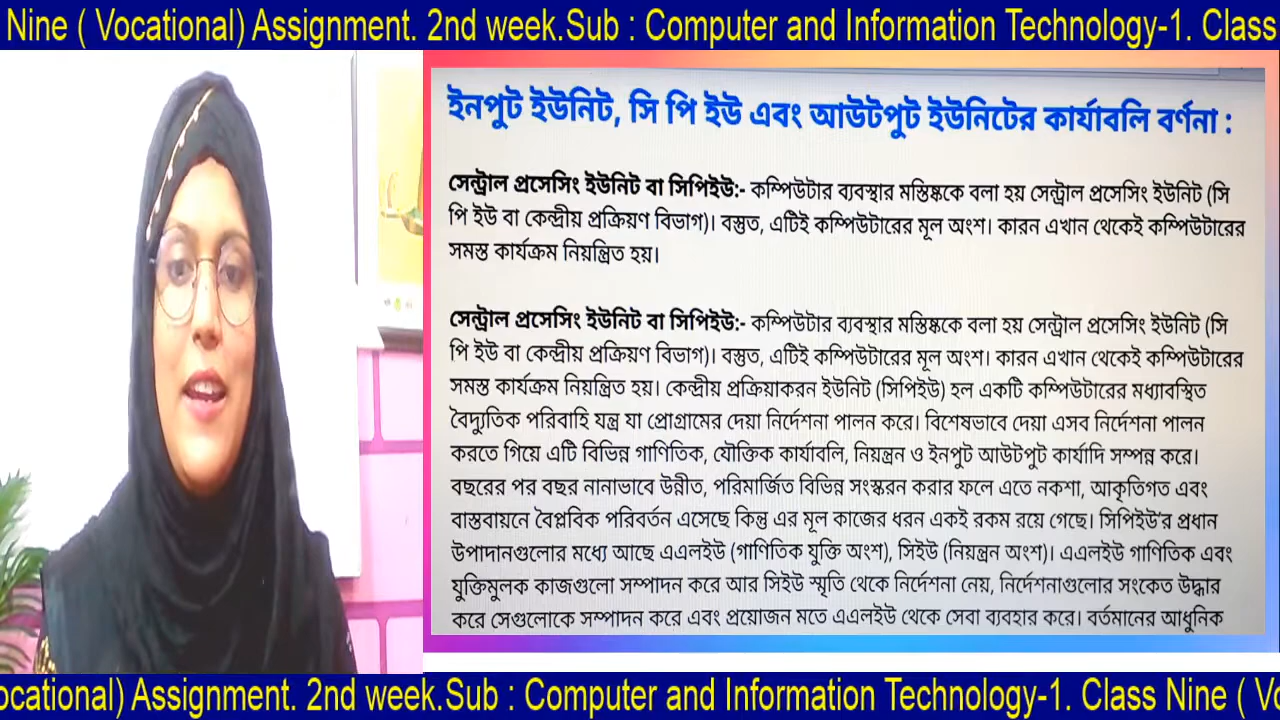 Nine ( Vocational) Assignment. 2nd week.Sub : Computer and Information Technology-1. Class
ইনপুট ইউনিট, সি পি ইউ এবং আউটপুট ইউনিটের কার্যাবলি বর্ণনা :
সেন্ট্রাল প্রসেসিং ইউনিট বা সিপিইউ:- কম্পিউটার ব্যবস্থার মস্তিষ্ককে বলা হয় সেন্ট্রাল প্রসেসিং ইউনিট (সি
পি ইউ বা কেন্দ্রীয় প্রক্রিয়ণ বিভাগ)। বস্তুত, এটিই কম্পিউটারের মূল অংশ। কারন এখান থেকেই কম্পিউটারের
সমস্ত কার্যক্রম নিয়ন্ত্রিত হয়।
সেন্ট্রাল প্রসেসিং ইউনিট বা সিপিইউ:- কম্পিউটার ব্যবস্থার মস্তিষ্ককে বলা হয় সেন্ট্রাল প্রসেসিং ইউনিট (সি
পি ইউ বা কেন্দ্রীয় প্রক্রিয়ণ বিভাগ)। বস্তুত, এটিই কম্পিউটারের মূল অংশ। কারন এখান থেকেই কম্পিউটারের
সমস্ত কার্যক্রম নিয়ন্ত্রিত হয়। কেন্দ্রীয় প্রক্রিয়াকরন ইউনিট (সিপিইউ) হল একটি কম্পিউটারের মধ্যাবস্থিত
বৈদ্যুতিক পরিবাহি যন্ত্র যা প্রোগ্রামের দেয়া নির্দেশনা পালন করে। বিশেষভাবে দেয়া এসব নির্দেশনা পালন
করতে গিয়ে এটি বিভিন্ন গাণিতিক, যৌক্তিক কার্যাবলি, নিয়ন্ত্রন ও ইনপুট আউটপুট কার্যাদি সম্পন্ন করে।
বছরের পর বছর নানাভাবে উন্নীত, পরিমার্জিত বিভিন্ন সংস্করন করার ফলে এতে নকশা, আকৃতিগত এবং
বাস্তবায়নে বৈপ্লবিক পরিবর্তন এসেছে কিন্তু এর মূল কাজের ধরন একই রকম রয়ে গেছে। সিপিইউ'র প্রধান
উপাদানগুলোর মধ্যে আছে এএলইউ (গাণিতিক যুক্তি অংশ), সিইউ (নিয়ন্ত্রন অংশ)। এএলইউ গাণিতিক এবং
যুক্তিমুলক কাজগুলো সম্পাদন করে আর সিইউ স্মৃতি থেকে নির্দেশনা নেয়, নির্দেশনাগুলোর সংকেত উদ্ধার
করে সেগুলোকে সম্পাদন করে এবং প্রয়োজন মতে এএলইউ থেকে সেবা ব্যবহার করে। বর্তমানের আধুনিক
ocational) Assignment. 2nd week.Sub : Computer and Information Technology-1. Class Nine ( Vo